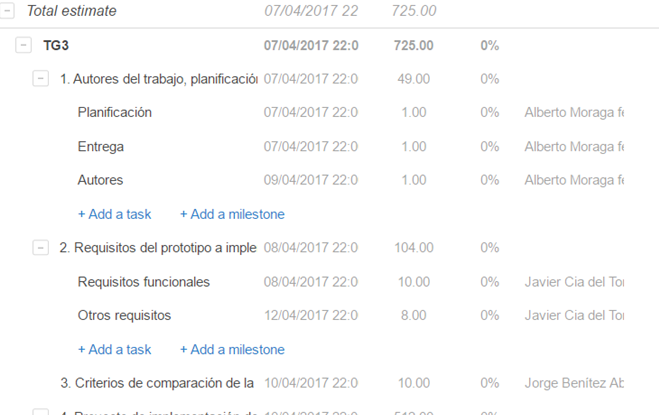 Total estimate 07/04/2017 22 725.00
TG3 07/04/2017 22:0 725.00 0%
1. Autores del trabajo, planificación 07/04/2017 22:0 49.00 0%
Planificación 07/04/2017 22:0 1.00 0% Alberto Moraga fe
Entrega 07/04/2017 22:0 1.00 0% Alberto Moraga fe
Autores 09/04/2017 22:0 1.00 0% Alberto Moraga fe
+ Add a task + Add a milestone
2. Requisitos del prototipo a imple 08/04/2017 22:0 104.00 0%
Requisitos funcionales 08/04/2017 22:0 10.00 0% Javier Cia del Tor
Otros requisitos 12/04/2017 22:0 8.00 0% Javier Cia del Tor
+ Add a task + Add a milestone
3. Criterios de comparación de la 10/04/2017 22:0 10.00 0% Jorge Benítez Ab